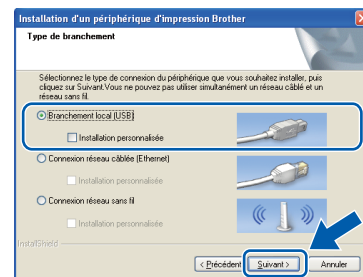 Installation d'un périphérique d'impression Brother
Type de branchement
Sélectionnez le type de connexion du périphérique que vous souhaitez installer, puis
cliquez sur Suivant.Vous ne pouvez pas utiliser simultanément un réseau câblé et un
réseau sans fil.
Branchement local (USB)
Installation personnalisée
Connexion réseau câblée (Ethernet)
Installation personnalisée
Connexion réseau sans fil
Installation personnalisée
InstallShield
< Précédent
Suivant >
Annuler